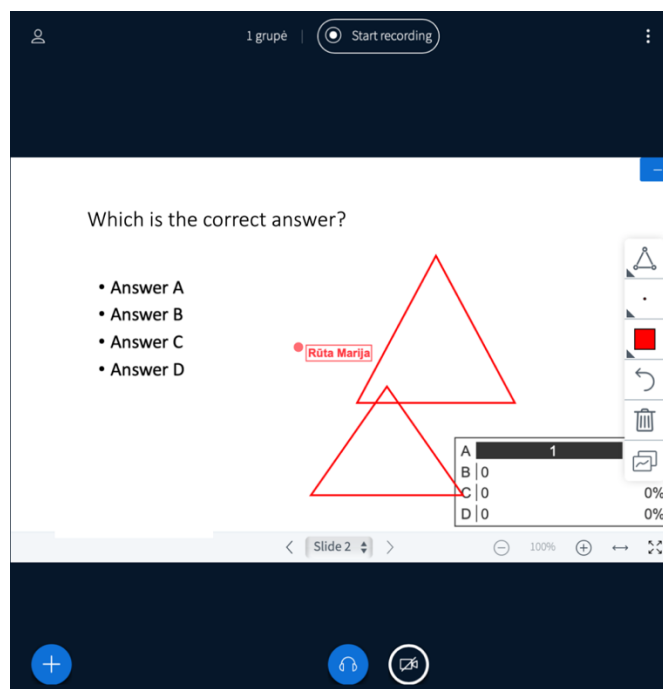 1 grupė | Start recording
Which is the correct answer?
• Answer A
• Answer B
• Answer C
• Answer D
Rūta Marija
A 1
B 0
C 0 0%
D 0 0%
Slide 2
100%